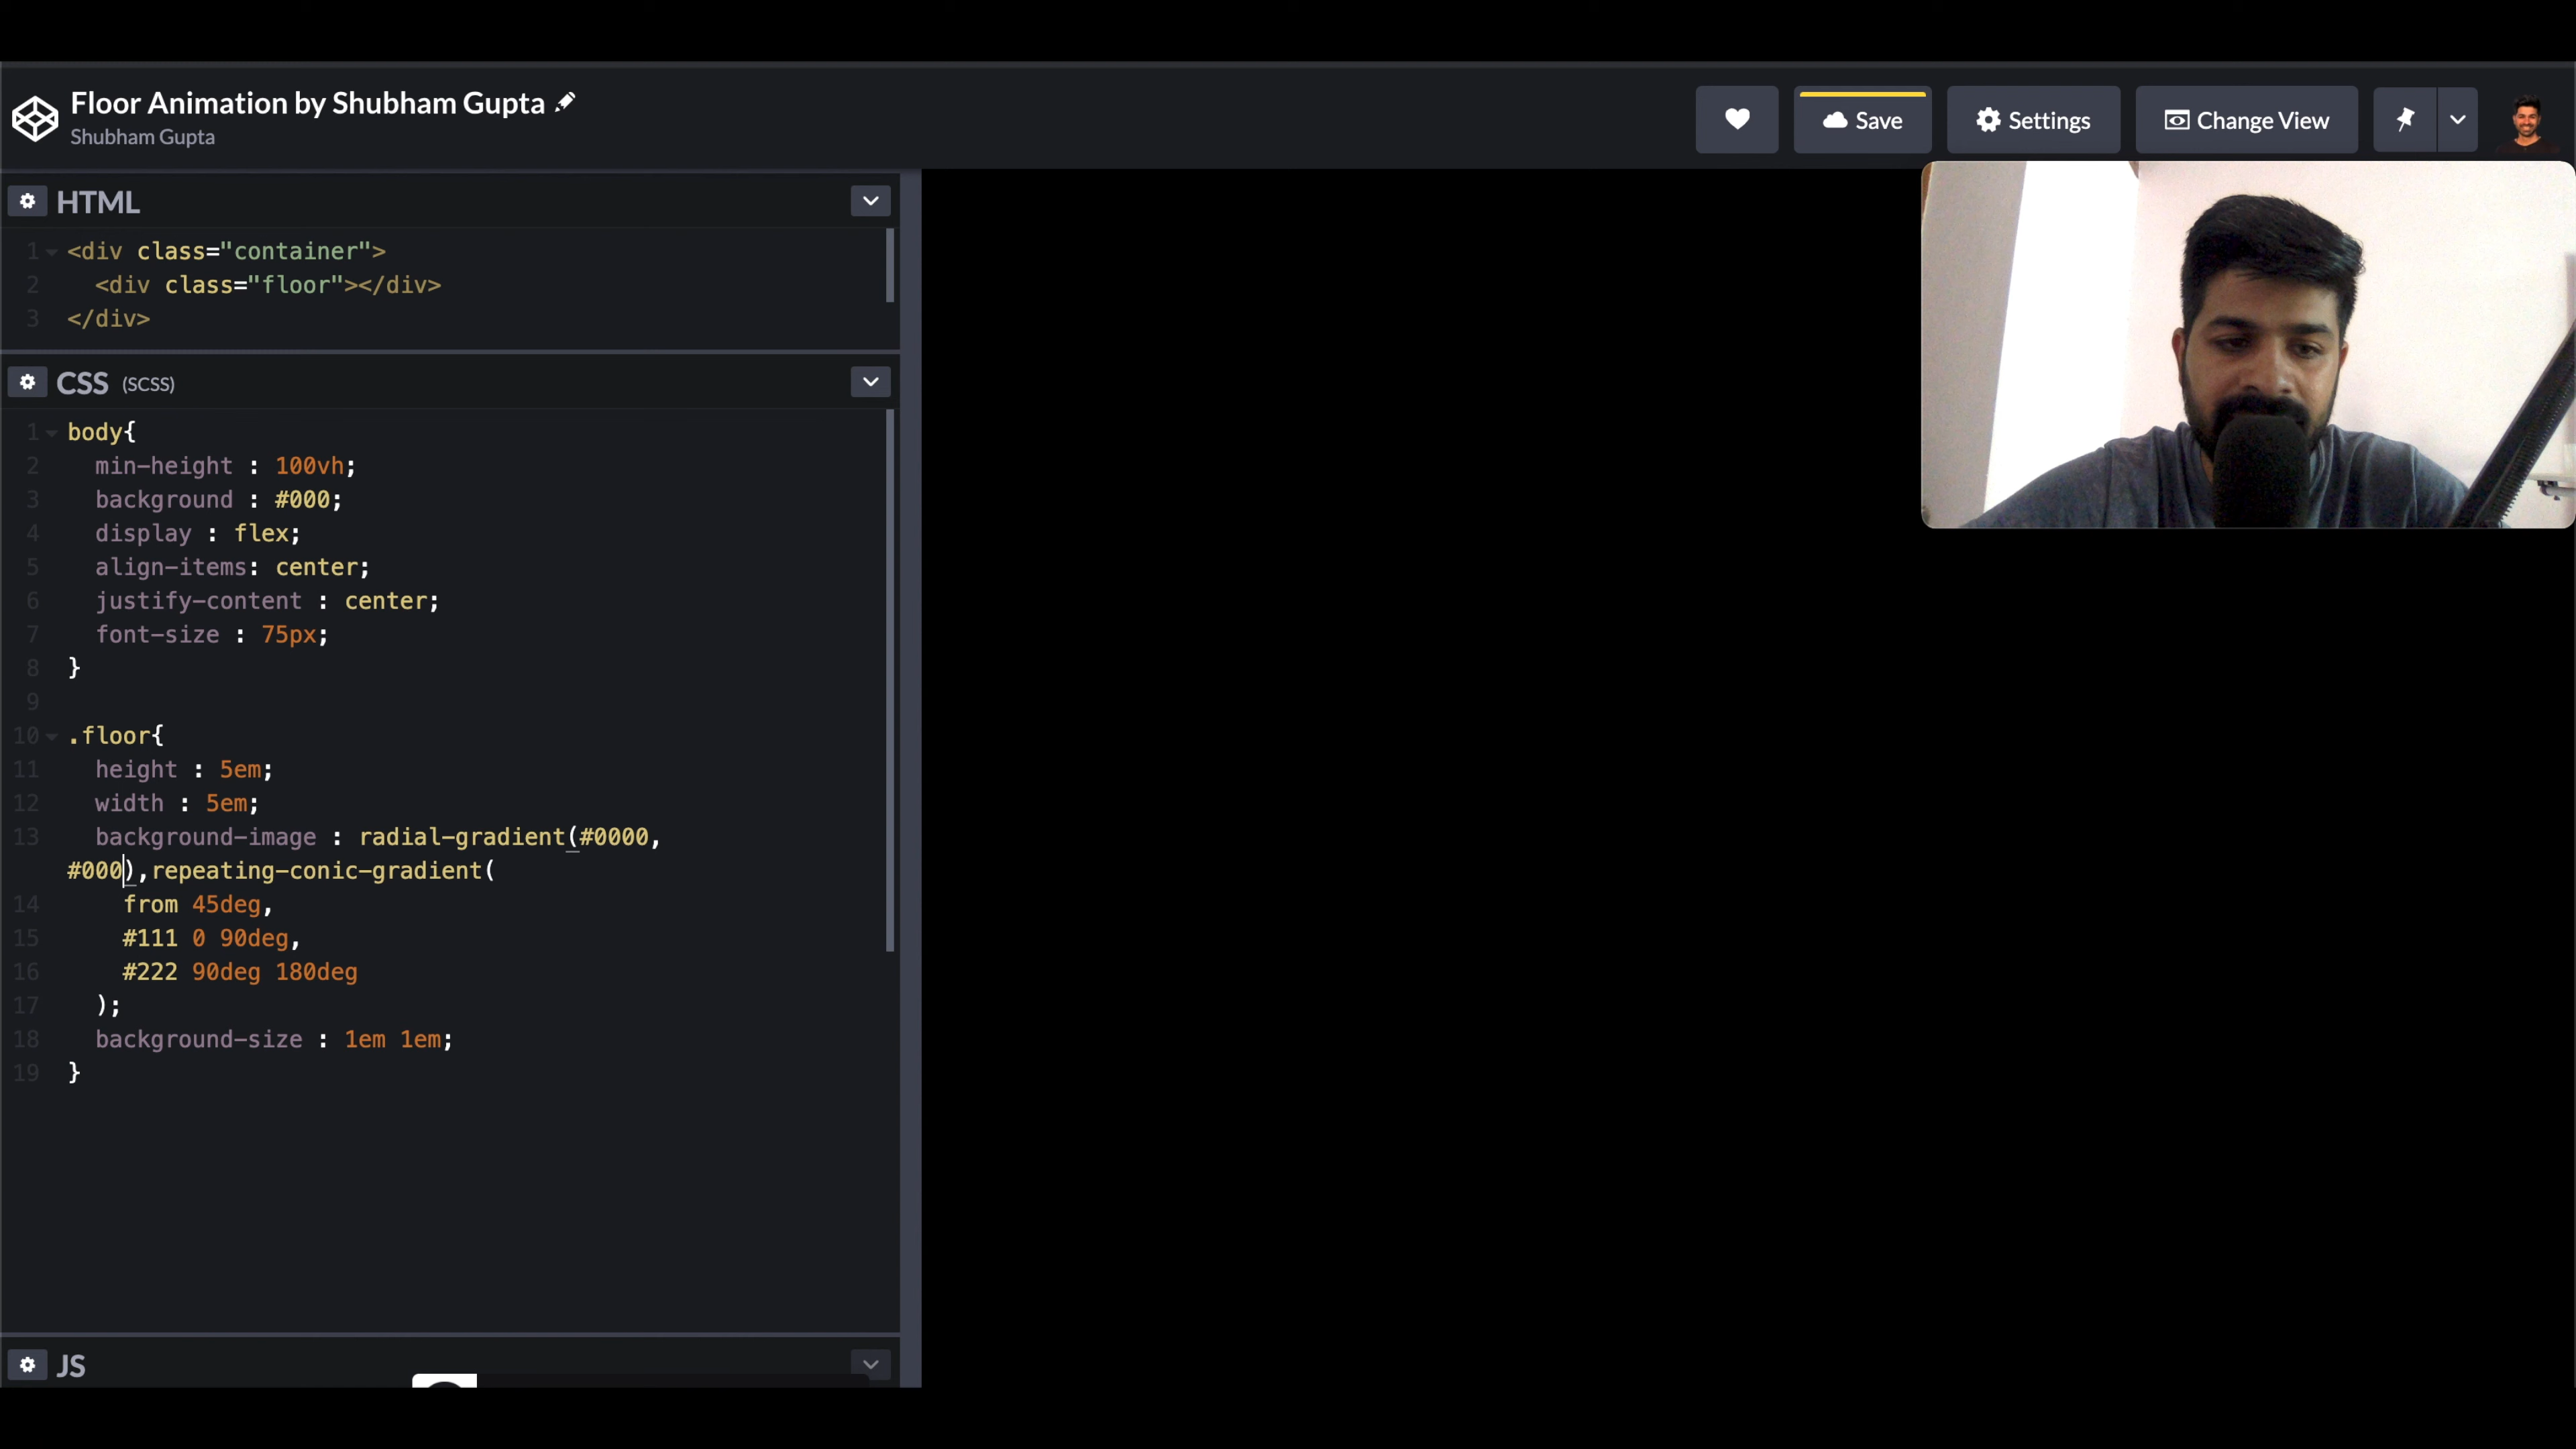 Floor Animation by Shubham Gupta
Shubham Gupta
Save
Settings
Change View
HTML
1 <div class="container">
2 <div class="floor"></div>
3 </div>
CSS (SCSS)
1 body{
2 min-height : 100vh;
3 background : #000;
4 display : flex;
5 align-items: center;
6 justify-content : center;
7 font-size : 75px;
8 }
9
10 .floor{
11 height : 5em;
12 width : 5em;
13 background-image : radial-gradient(#0000,
#000),repeating-conic-gradient(
14 from 45deg,
15 #111 0 90deg,
16 #222 90deg 180deg
17 );
18 background-size : 1em 1em;
19 }
JS